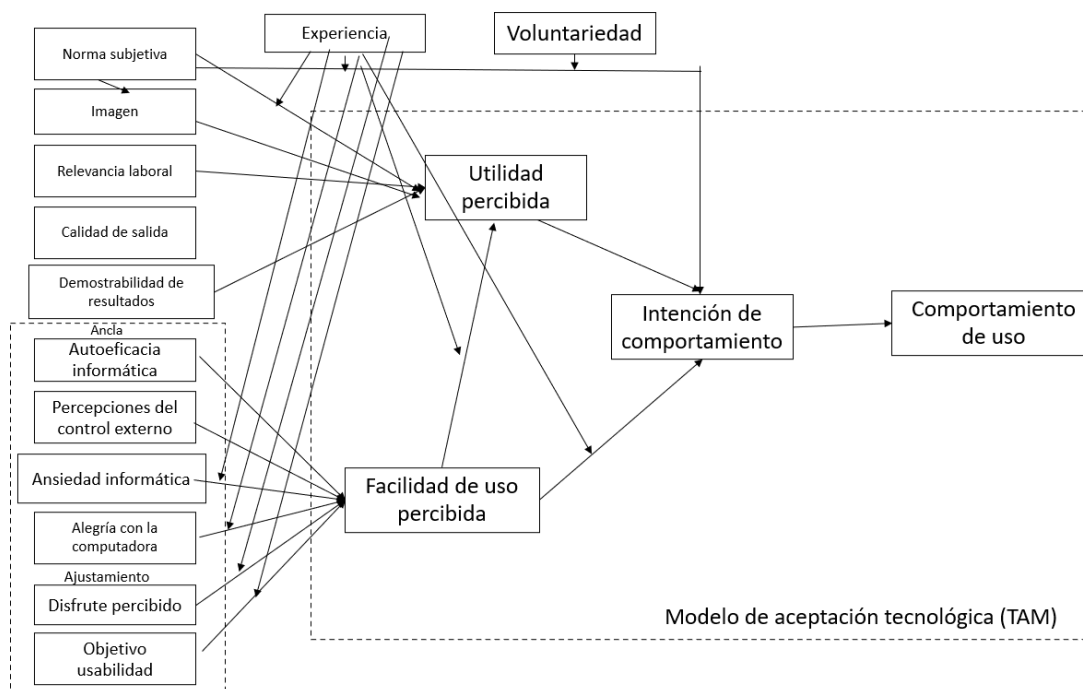 Experiencia
Voluntariedad
Norma subjetiva
Imagen
Relevancia laboral
Utilidad
percibida
Calidad de salida
Demostrabilidad de
resultados
Intención de
comportamiento
Comportamiento
de uso
Ancla
Autoeficacia
informática
Percepciones del
control externo
Ansiedad informática
Facilidad de uso
percibida
Alegría con la
computadora
Ajustamiento
Disfrute percibido
Objetivo
usabilidad
Modelo de aceptación tecnológica (TAM)